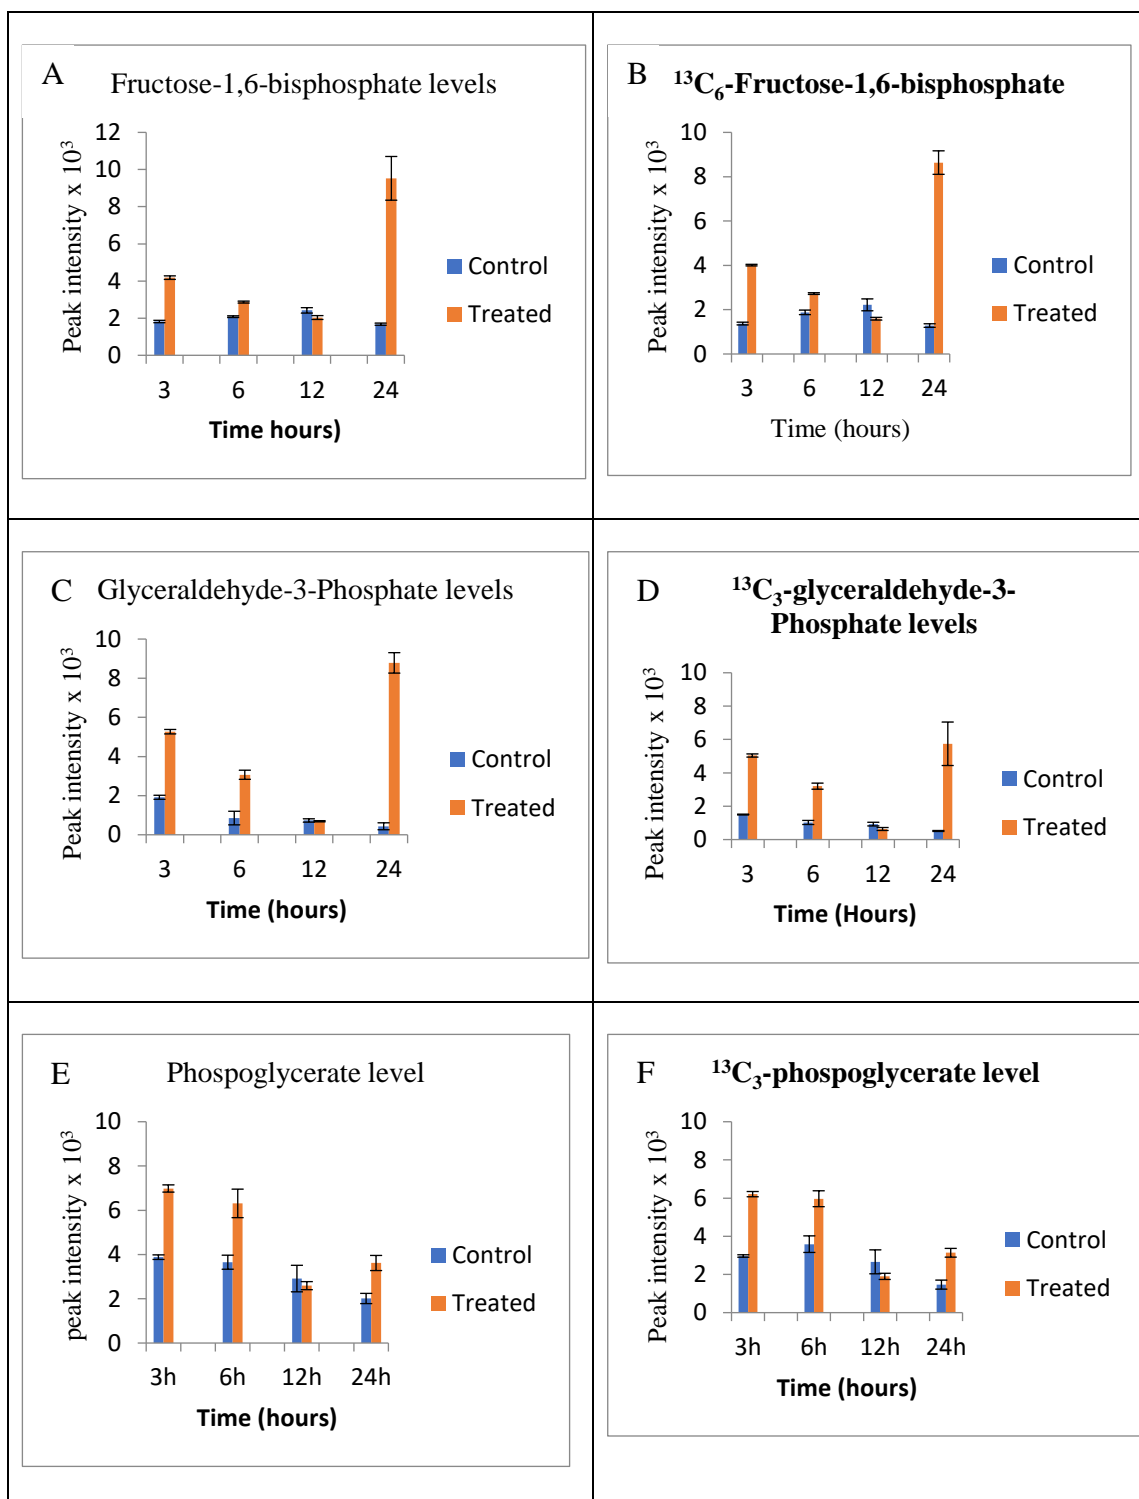 A Fructose-1,6-bisphosphate levels
Peak intensity x 10³
12
10
8
6
4
2
0
3 6 12 24
Time hours)
Control
Treated
B ¹³C₆-Fructose-1,6-bisphosphate
Peak intensity x 10³
10
8
6
4
2
0
3 6 12 24
Time (hours)
Control
Treated
C Glyceraldehyde-3-Phosphate levels
Peak intensity x 10³
10
8
6
4
2
0
3 6 12 24
Time (hours)
Control
Treated
D ¹³C₃-glyceraldehyde-3-
Phosphate levels
Peak intensity x 10³
10
8
6
4
2
0
3 6 12 24
Time (Hours)
Control
Treated
E Phospoglycerate level
peak intensity x 10³
10
8
6
4
2
0
3h 6h 12h 24h
Time (hours)
Control
Treated
F ¹³C₃-phospoglycerate level
Peak intensity x 10³
10
8
6
4
2
0
3h 6h 12h 24h
Time (hours)
Control
Treated